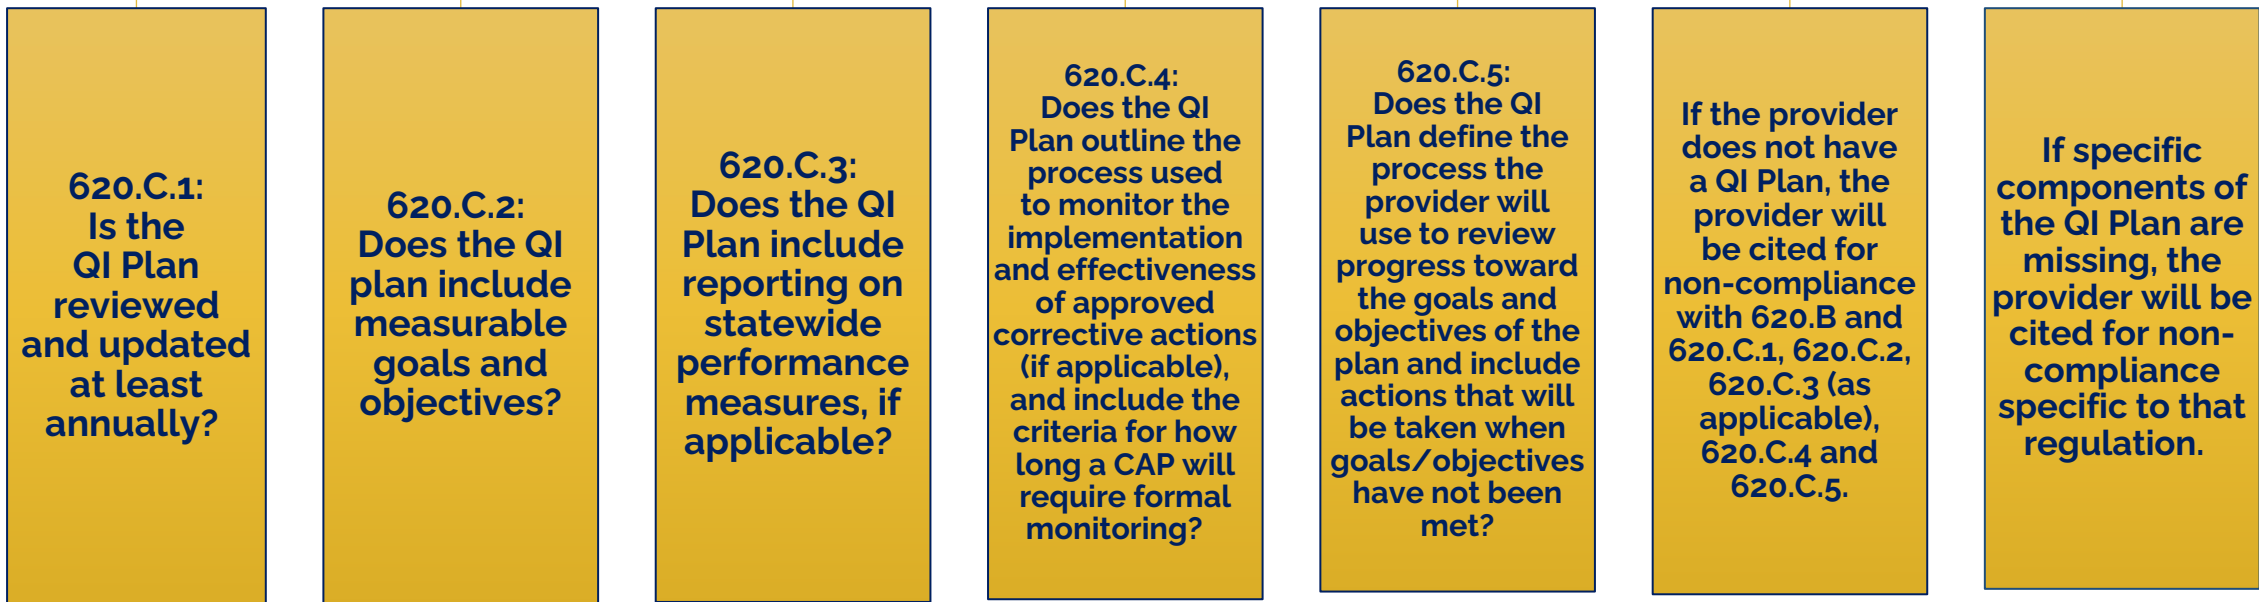 620.C.1:
Is the
QI Plan
reviewed
and updated
at least
annually?
620.C.2:
Does the QI
plan include
measurable
goals and
objectives?
620.C.3:
Does the QI
Plan include
reporting on
statewide
performance
measures, if
applicable?
620.C.4:
Does the QI
Plan outline the
process used
to monitor the
implementation
and effectiveness
of approved
corrective actions
(if applicable),
and include the
criteria for how
long a CAP will
require formal
monitoring?
620.C.5:
Does the QI
Plan define the
process the
provider will
use to review
progress toward
the goals and
objectives of the
plan and include
actions that will
be taken when
goals/objectives
have not been
met?
If the provider
does not have
a QI Plan, the
provider will
be cited for
non-compliance
with 620.B and
620.C.1, 620.C.2,
620.C.3 (as
applicable),
620.C.4 and
620.C.5.
If specific
components of
the QI Plan are
missing, the
provider will be
cited for non-
compliance
specific to that
regulation.